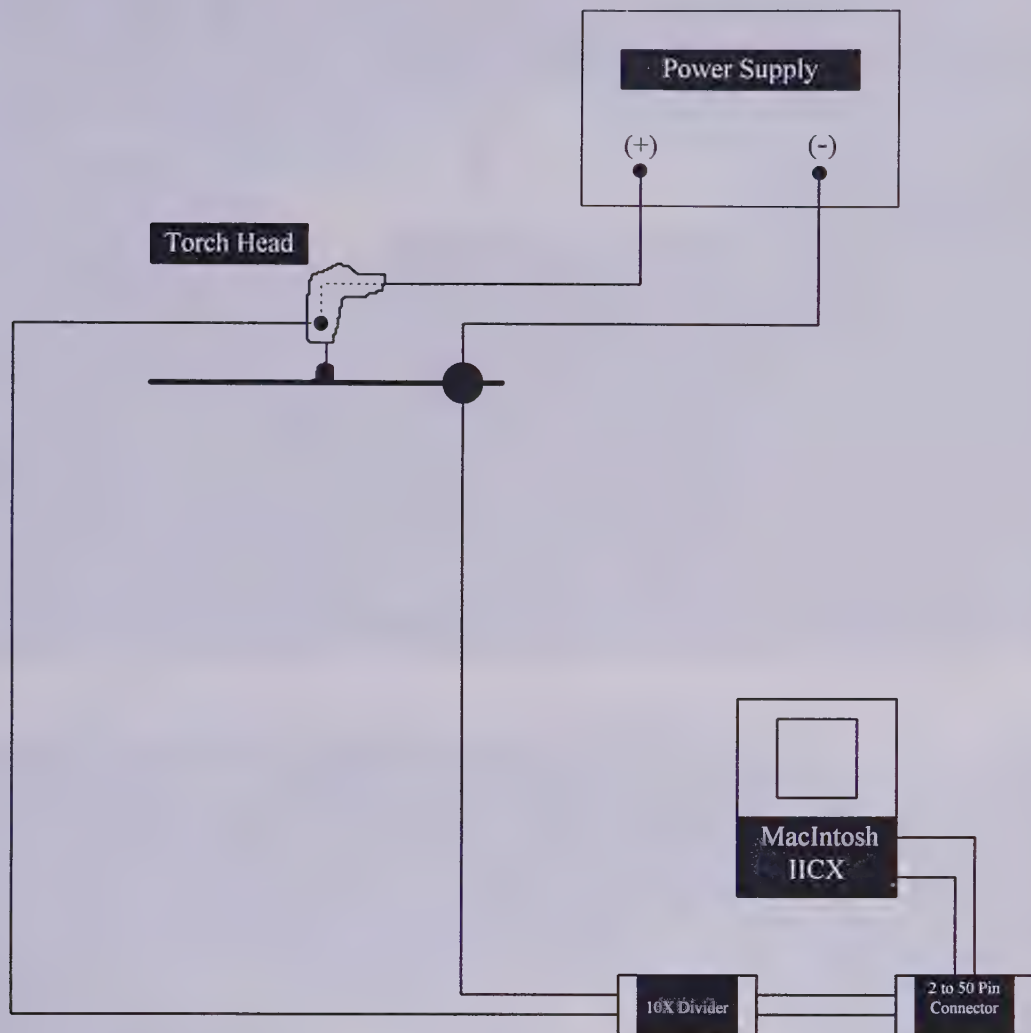 Power Supply
(+)
(-)
Torch Head
MacIntosh
IICX
10X Divider
2 to 50 Pin
Connector